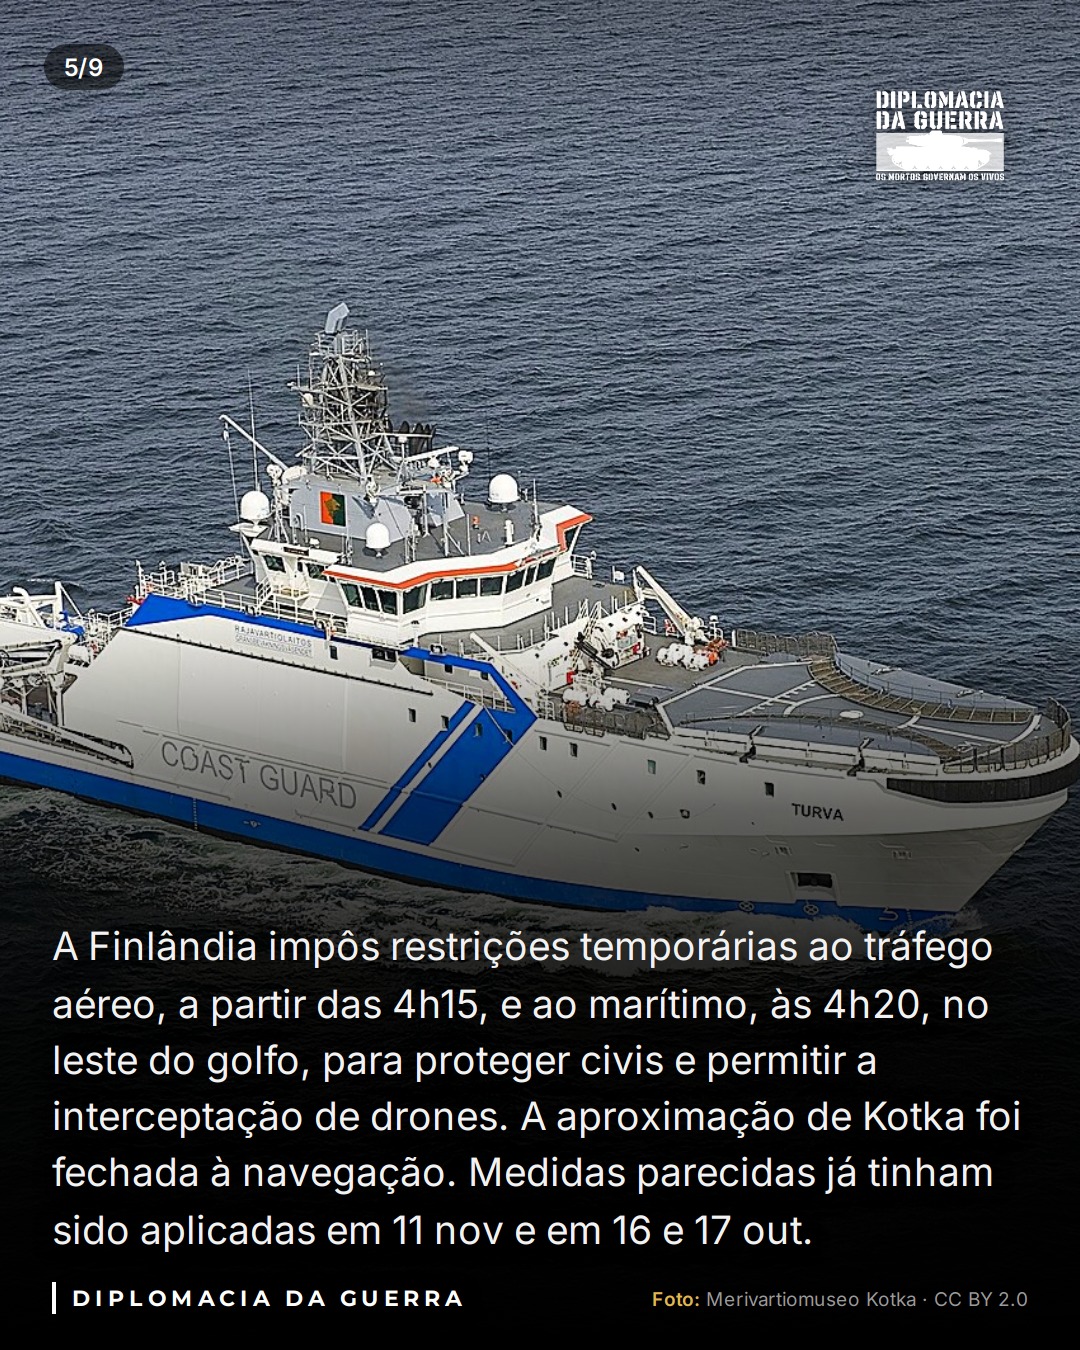 5/9
DIPLOMACIA
DA GUERRA
OS MORTOS GOVERNAM OS VIVOS
RAJAVARTIOLAITOS
GRÄNSBEVAKNINGSVÄSENDET
COAST GUARD
TURVA
A Finlândia impôs restrições temporárias ao tráfego
aéreo, a partir das 4h15, e ao marítimo, às 4h20, no
leste do golfo, para proteger civis e permitir a
interceptação de drones. A aproximação de Kotka foi
fechada à navegação. Medidas parecidas já tinham
sido aplicadas em 11 nov e em 16 e 17 out.
DIPLOMACIA DA GUERRA
Foto: Merivartiomuseo Kotka · CC BY 2.0